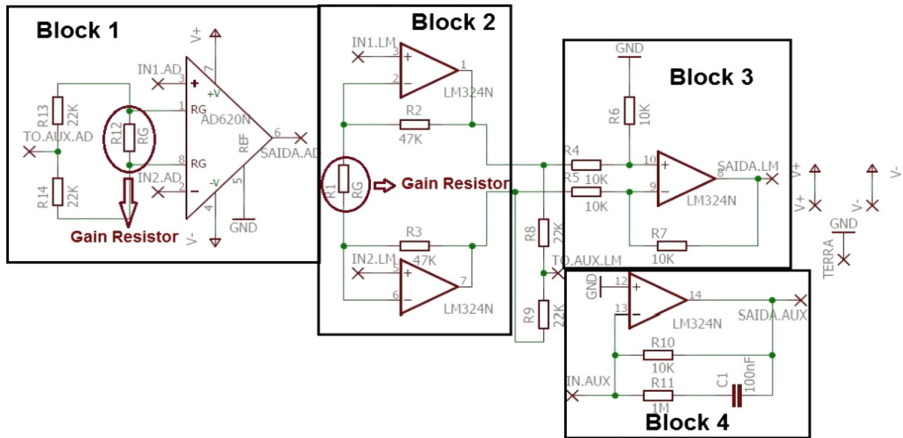 Block 1
V+
IN1.AD
3
+
7
+V
1
RG
AD620N
R13
22K
TO.AUX.AD
R12
RG
REF
6
SAIDA.AD
8
RG
IN2.AD
2
-
-V
5
4
R14
22K
GND
V-
Gain Resistor
Block 2
IN1.LM
3
+
1
2
-
LM324N
R2
47K
R1
RG
Gain Resistor
R3
47K
IN2.LM
5
+
7
6
-
LM324N
R8
22K
TO.AUX.LM
R9
22K
Block 3
GND
R6
10K
R4
10K
R5
10K
10
+
SAIDA.LM
8
9
-
LM324N
R7
10K
V+
V-
V+
V-
GND
TERRA
GND
12
+
14
13
-
LM324N
SAIDA.AUX
R10
10K
IN.AUX
R11
1M
C1
100nF
Block 4